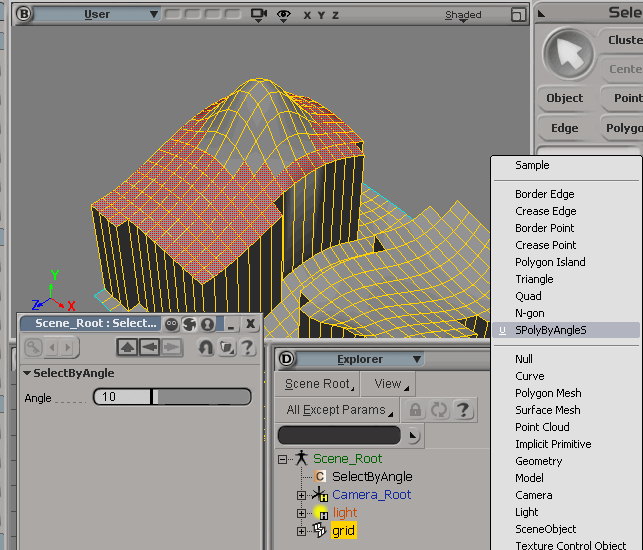 B User X Y Z Shaded
Sele
Cluste
Cente
Object Point
Edge Polygo
Sample
Border Edge
Crease Edge
Border Point
Crease Point
Polygon Island
Triangle
Quad
N-gon
U SPolyByAngleS
Null
Curve
Polygon Mesh
Surface Mesh
Point Cloud
Implicit Primitive
Geometry
Model
Camera
Light
SceneObject
Texture Control Object
Y
Z X
Scene_Root : Select...
SelectByAngle
Angle 10
D Explorer
Scene Root View
All Except Params ?
Scene_Root
C SelectByAngle
Camera_Root
light
grid